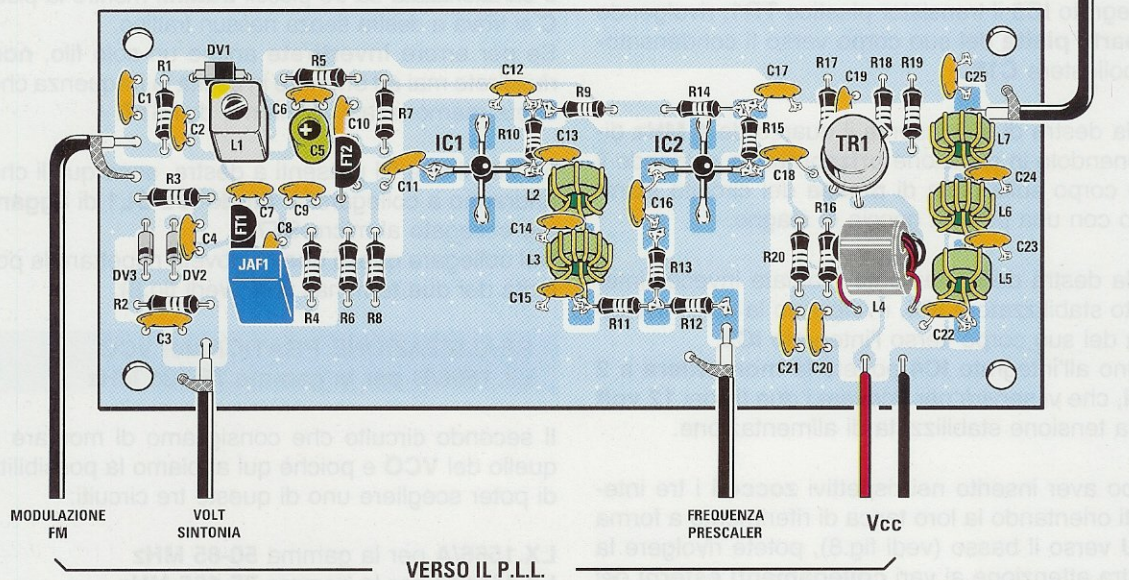 DV1
R5
C12
C17
R17
C19
R18
R19
C25
R1
C1
C2
L1
C6
C5
C10
FT2
R7
R9
R14
R10
C13
R15
L7
IC1
IC2
TR1
C11
C18
C24
R3
C7
C9
L2
C16
R16
L6
FT1
C8
C4
C14
C23
DV3
DV2
JAF1
L3
R13
R20
L5
R2
R4
R6
R8
C15
R11
R12
L4
C3
C22
C21
C20
MODULAZIONE
FM
VOLT
SINTONIA
FREQUENZA
PRESCALER
Vcc
VERSO IL P.L.L.